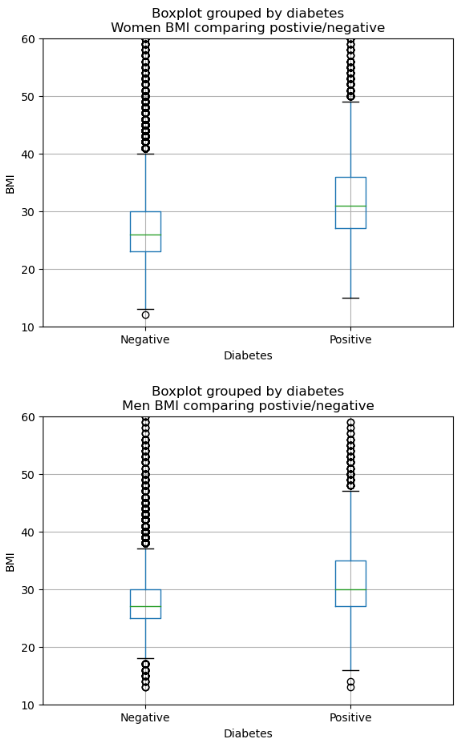 Boxplot grouped by diabetes
Women BMI comparing postivie/negative
60
50
40
30
20
10
BMI
Negative Positive
Diabetes
Boxplot grouped by diabetes
Men BMI comparing postivie/negative
60
50
40
30
20
10
BMI
Negative Positive
Diabetes